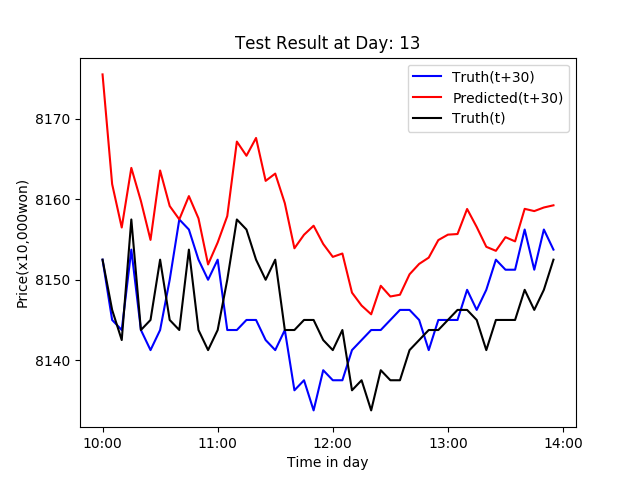 Test Result at Day: 13
Truth(t+30)
Predicted(t+30)
Truth(t)
Price(x10,000won)
8170
8160
8150
8140
10:00 11:00 12:00 13:00 14:00
Time in day